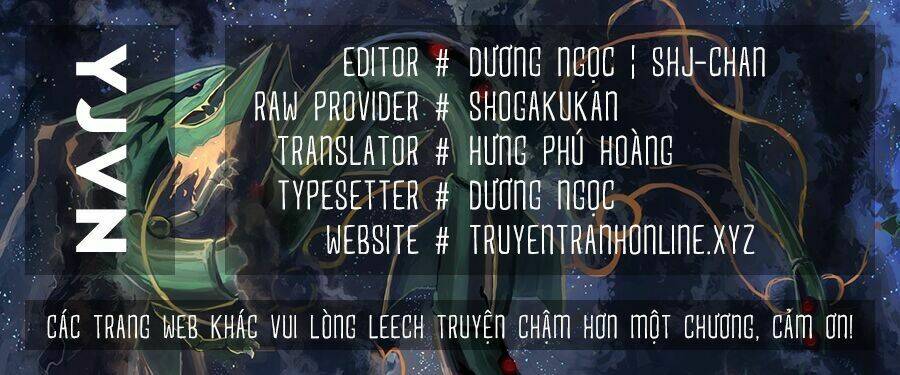 YJVN
EDITOR # DƯƠNG NGỌC ¦ SHJ-CHAN
RAW PROVIDER # SHOGAKUKAN
TRANSLATOR # HƯNG PHÚ HOÀNG
TYPESETTER # DƯƠNG NGỌC
WEBSITE # TRUYENTRANHONLINE.XYZ
CÁC TRANG WEB KHÁC VUI LÒNG LEECH TRUYỆN CHẬM HƠN MỘT CHƯƠNG, CẢM ƠN!